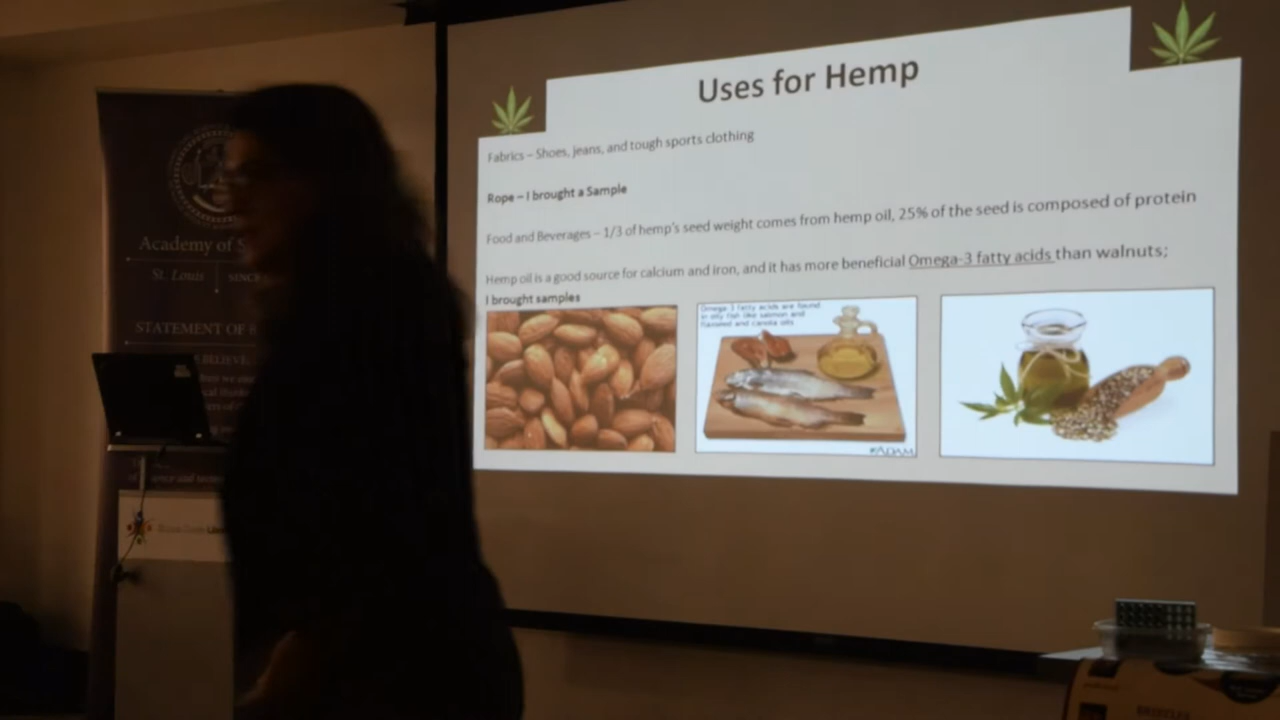 Uses for Hemp
Fabrics – Shoes, jeans, and tough sports clothing
Rope – I brought a Sample
Food and Beverages – 1/3 of hemp's seed weight comes from hemp oil, 25% of the seed is composed of protein
Hemp oil is a good source for calcium and iron, and it has more beneficial Omega-3 fatty acids than walnuts;
I brought samples
Omega-3 fatty acids are found
in oily fish like salmon and
flaxseed and canola oils
ADAM
Academy of
St. Louis
SINCE
STATEMENT OF
BELIEVE